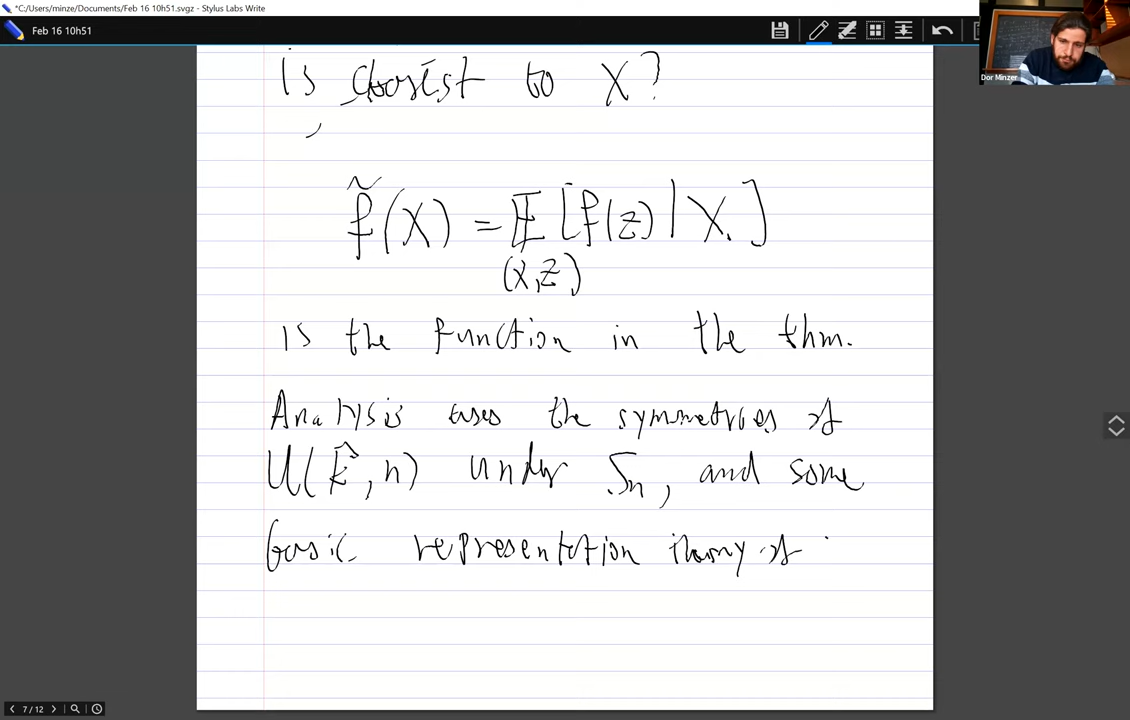 *C:/Users/minze/Documents/Feb 16 10h51.svgz - Stylus Labs Write
Feb 16 10h51
Dor Minzer
is closest to X?
f̃(X) = 𝔼 [f(z) | X.]
(X,Z)
is the function in the thm.
Analysis uses the symmetries of
U(k⃗, n) under Sn, and some
basic representation theory of
7 / 12